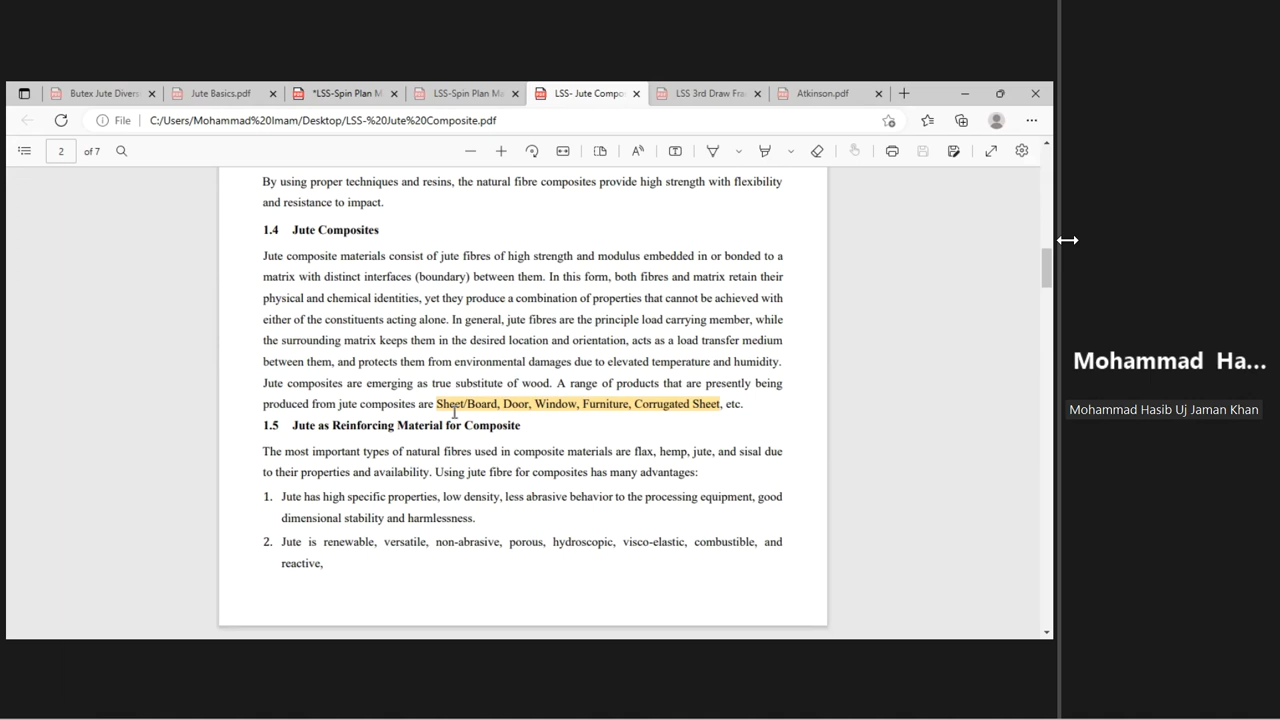 Butex Jute Divers
Jute Basics.pdf
*LSS-Spin Plan M
LSS-Spin Plan Ma
LSS- Jute Compo
LSS 3rd Draw Fra
Atkinson.pdf
File
C:/Users/Mohammad%20Imam/Desktop/LSS-%20Jute%20Composite.pdf
2 of 7
By using proper techniques and resins, the natural fibre composites provide high strength with flexibility
and resistance to impact.
1.4 Jute Composites
Jute composite materials consist of jute fibres of high strength and modulus embedded in or bonded to a
matrix with distinct interfaces (boundary) between them. In this form, both fibres and matrix retain their
physical and chemical identities, yet they produce a combination of properties that cannot be achieved with
either of the constituents acting alone. In general, jute fibres are the principle load carrying member, while
the surrounding matrix keeps them in the desired location and orientation, acts as a load transfer medium
between them, and protects them from environmental damages due to elevated temperature and humidity.
Jute composites are emerging as true substitute of wood. A range of products that are presently being
produced from jute composites are Sheet/Board, Door, Window, Furniture, Corrugated Sheet, etc.
1.5 Jute as Reinforcing Material for Composite
The most important types of natural fibres used in composite materials are flax, hemp, jute, and sisal due
to their properties and availability. Using jute fibre for composites has many advantages:
1. Jute has high specific properties, low density, less abrasive behavior to the processing equipment, good
dimensional stability and harmlessness.
2. Jute is renewable, versatile, non-abrasive, porous, hydroscopic, visco-elastic, combustible, and
reactive,
Mohammad Ha...
Mohammad Hasib Uj Jaman Khan